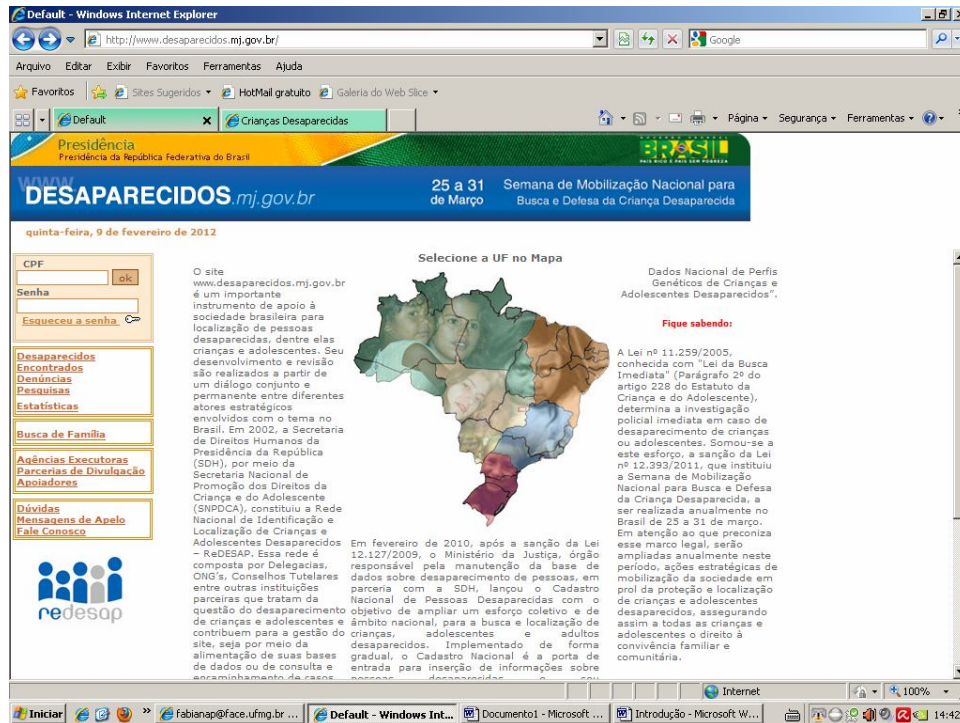 Default - Windows Internet Explorer
http://www.desaparecidos.mj.gov.br/
Google
Arquivo Editar Exibir Favoritos Ferramentas Ajuda
Favoritos Sites Sugeridos HotMail gratuito Galeria do Web Slice
Default Crianças Desaparecidas Página Segurança Ferramentas
Presidência
Presidência da República Federativa do Brasil
BRASIL
PAÍS RICO É PAÍS SEM POBREZA
www
DESAPARECIDOS.mj.gov.br
25 a 31
de Março
Semana de Mobilização Nacional para
Busca e Defesa da Criança Desaparecida
quinta-feira, 9 de fevereiro de 2012
CPF
ok
Senha
Esqueceu a senha
Desaparecidos
Encontrados
Denúncias
Pesquisas
Estatísticas
Busca de Família
Agências Executoras
Parcerias de Divulgação
Apoiadores
Dúvidas
Mensagens de Apelo
Fale Conosco
redesap
O site
www.desaparecidos.mj.gov.br
é um importante
instrumento de apoio à
sociedade brasileira para
localização de pessoas
desaparecidas, dentre elas
crianças e adolescentes. Seu
desenvolvimento e revisão
são realizados a partir de
um diálogo conjunto e
permanente entre diferentes
atores estratégicos
envolvidos com o tema no
Brasil. Em 2002, a Secretaria
de Direitos Humanos da
Presidência da República
(SDH), por meio da
Secretaria Nacional de
Promoção dos Direitos da
Criança e do Adolescente
(SNPDCA), constituiu a Rede
Nacional de Identificação e
Localização de Crianças e
Adolescentes Desaparecidos
– ReDESAP. Essa rede é
composta por Delegacias,
ONG's, Conselhos Tutelares
entre outras instituições
parceiras que tratam da
questão do desaparecimento
de crianças e adolescentes e
contribuem para a gestão do
site, seja por meio da
alimentação de suas bases
de dados ou de consulta e
encaminhamento de casos
Selecione a UF no Mapa
Em fevereiro de 2010, após a sanção da Lei
12.127/2009, o Ministério da Justiça, órgão
responsável pela manutenção da base de
dados sobre desaparecimento de pessoas, em
parceria com a SDH, lançou o Cadastro
Nacional de Pessoas Desaparecidas com o
objetivo de ampliar um esforço coletivo e de
âmbito nacional, para a busca e localização de
crianças, adolescentes e adultos
desaparecidos. Implementado de forma
gradual, o Cadastro Nacional é a porta de
entrada para inserção de informações sobre
pessoas desaparecidas e seu
Dados Nacional de Perfis
Genéticos de Crianças e
Adolescentes Desaparecidos".
Fique sabendo:
A Lei nº 11.259/2005,
conhecida com "Lei da Busca
Imediata" (Parágrafo 2º do
artigo 228 do Estatuto da
Criança e do Adolescente),
determina a investigação
policial imediata em caso de
desaparecimento de crianças
ou adolescentes. Somou-se a
este esforço, a sanção da Lei
nº 12.393/2011, que instituiu
a Semana de Mobilização
Nacional para Busca e Defesa
da Criança Desaparecida, a
ser realizada anualmente no
Brasil de 25 a 31 de março.
Em atenção ao que preconiza
esse marco legal, serão
ampliadas anualmente neste
período, ações estratégicas de
mobilização da sociedade em
prol da proteção e localização
de crianças e adolescentes
desaparecidos, assegurando
assim a todas as crianças e
adolescentes o direito à
convivência familiar e
comunitária.
Internet 100%
Iniciar fabianap@face.ufmg.br ... Default - Windows Int... Documento1 - Microsoft ... Introdução - Microsoft W... 14:42